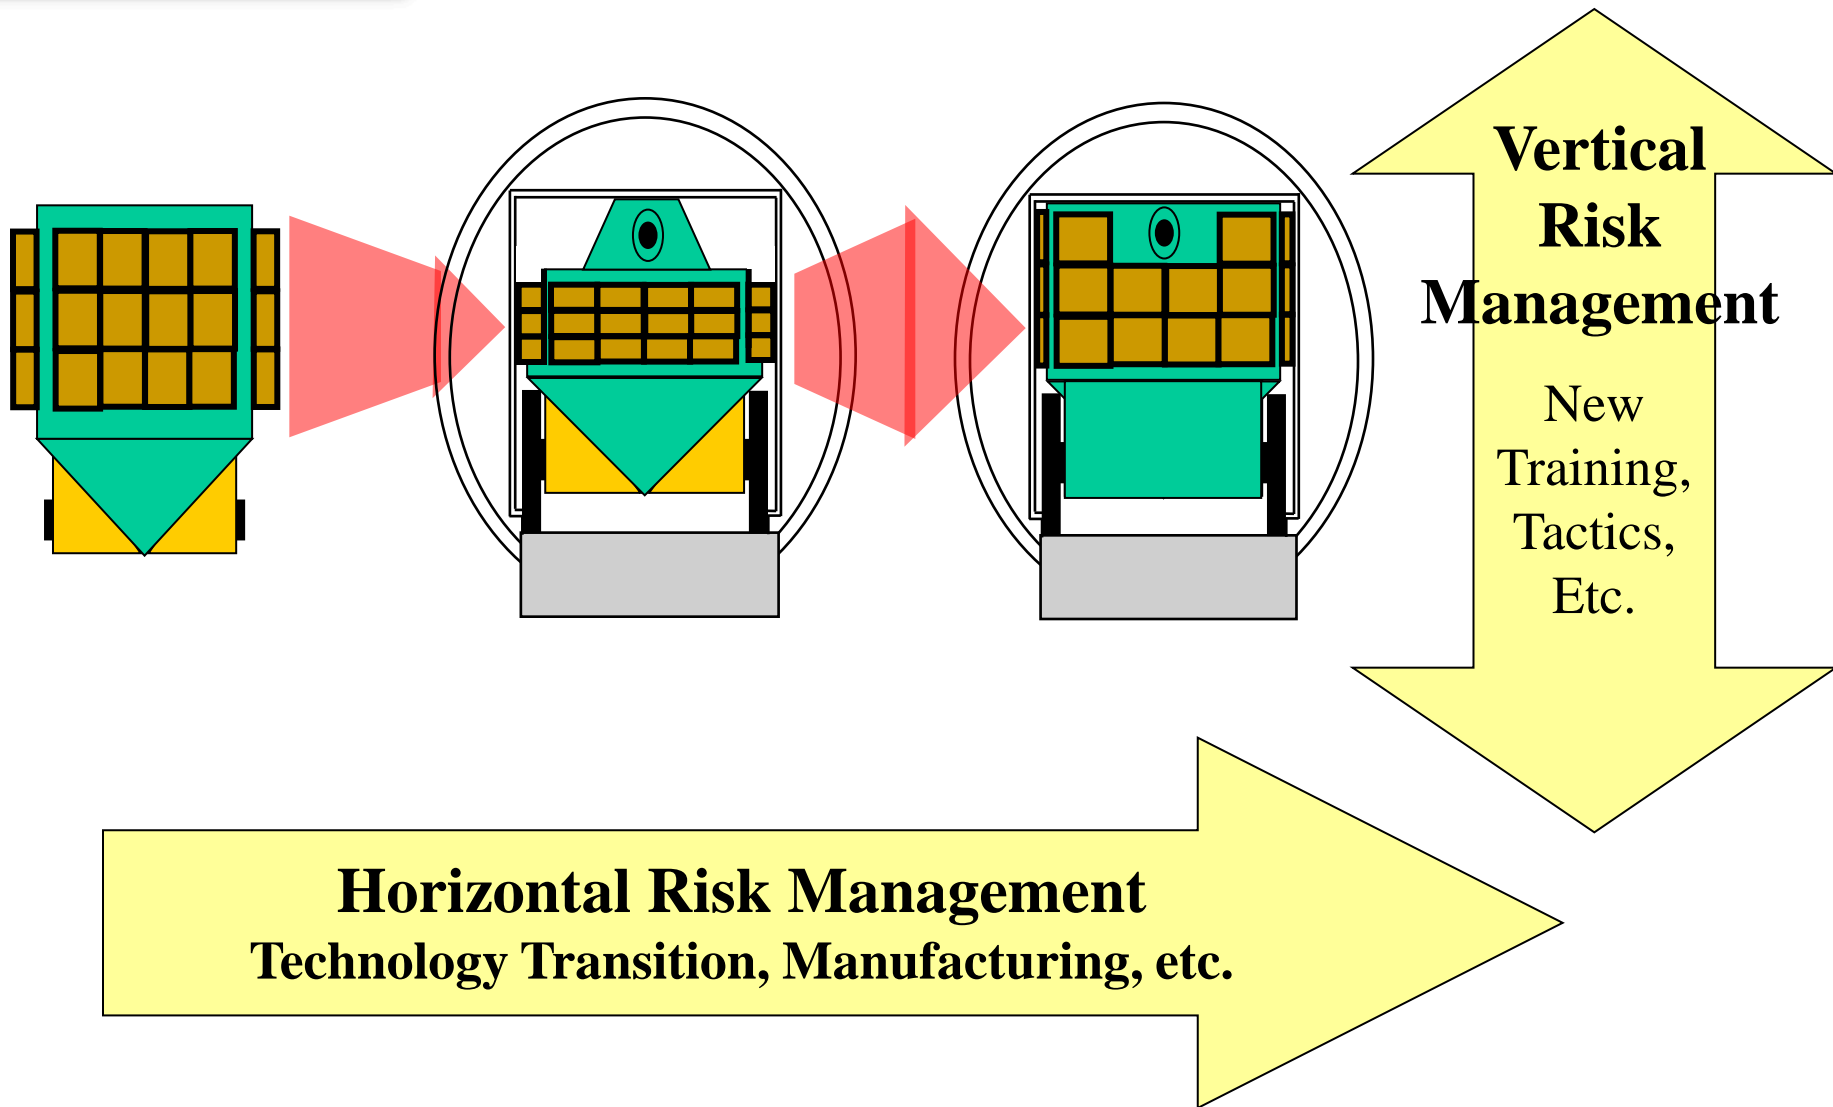 Vertical
Risk
Management
New
Training,
Tactics,
Etc.
Horizontal Risk Management
Technology Transition, Manufacturing, etc.